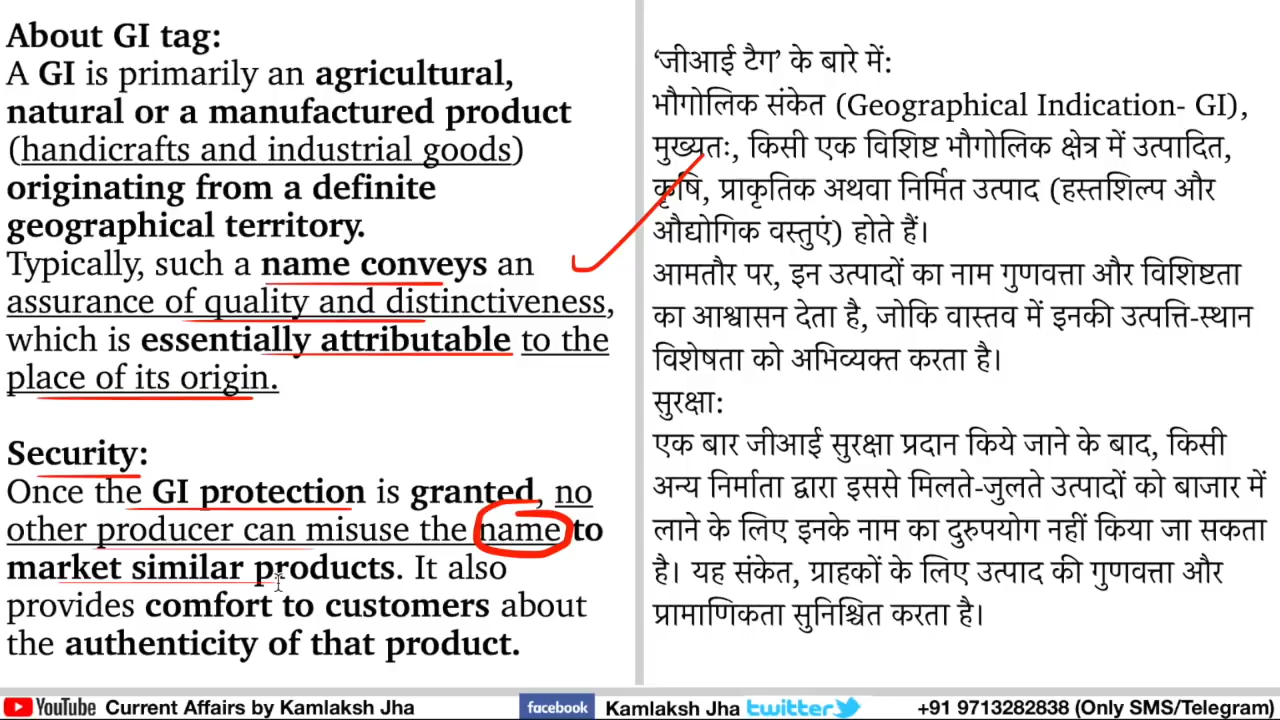 About GI tag:
A GI is primarily an agricultural,
natural or a manufactured product
(handicrafts and industrial goods)
originating from a definite
geographical territory.
Typically, such a name conveys an
assurance of quality and distinctiveness,
which is essentially attributable to the
place of its origin.
Security:
Once the GI protection is granted, no
other producer can misuse the name to
market similar products. It also
provides comfort to customers about
the authenticity of that product.
‘जीआई टैग’ के बारे में:
भौगोलिक संकेत (Geographical Indication- GI),
मुख्यतः, किसी एक विशिष्ट भौगोलिक क्षेत्र में उत्पादित,
कृषि, प्राकृतिक अथवा निर्मित उत्पाद (हस्तशिल्प और
औद्योगिक वस्तुएं) होते हैं।
आमतौर पर, इन उत्पादों का नाम गुणवत्ता और विशिष्टता
का आश्वासन देता है, जोकि वास्तव में इनकी उत्पत्ति-स्थान
विशेषता को अभिव्यक्त करता है।
सुरक्षा:
एक बार जीआई सुरक्षा प्रदान किये जाने के बाद, किसी
अन्य निर्माता द्वारा इससे मिलते-जुलते उत्पादों को बाजार में
लाने के लिए इनके नाम का दुरुपयोग नहीं किया जा सकता
है। यह संकेत, ग्राहकों के लिए उत्पाद की गुणवत्ता और
प्रामाणिकता सुनिश्चित करता है।
YouTube Current Affairs by Kamlaksh Jha facebook Kamlaksh Jha twitter +91 9713282838 (Only SMS/Telegram)